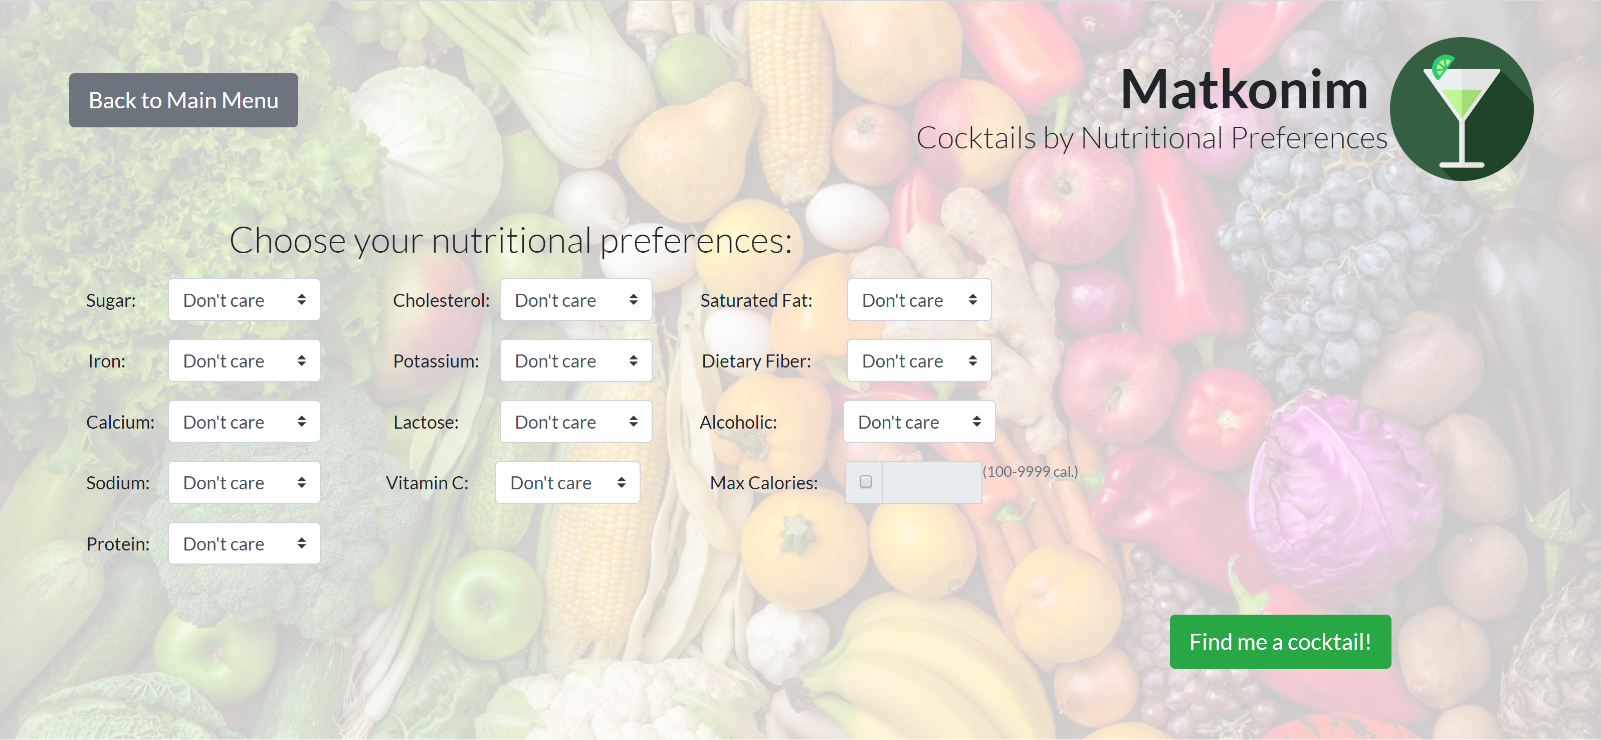 Back to Main Menu
Matkonim
Cocktails by Nutritional Preferences
Choose your nutritional preferences:
Sugar: Don't care Cholesterol: Don't care Saturated Fat: Don't care
Iron: Don't care Potassium: Don't care Dietary Fiber: Don't care
Calcium: Don't care Lactose: Don't care Alcoholic: Don't care
Sodium: Don't care Vitamin C: Don't care Max Calories: (100-9999 cal.)
Protein: Don't care
Find me a cocktail!